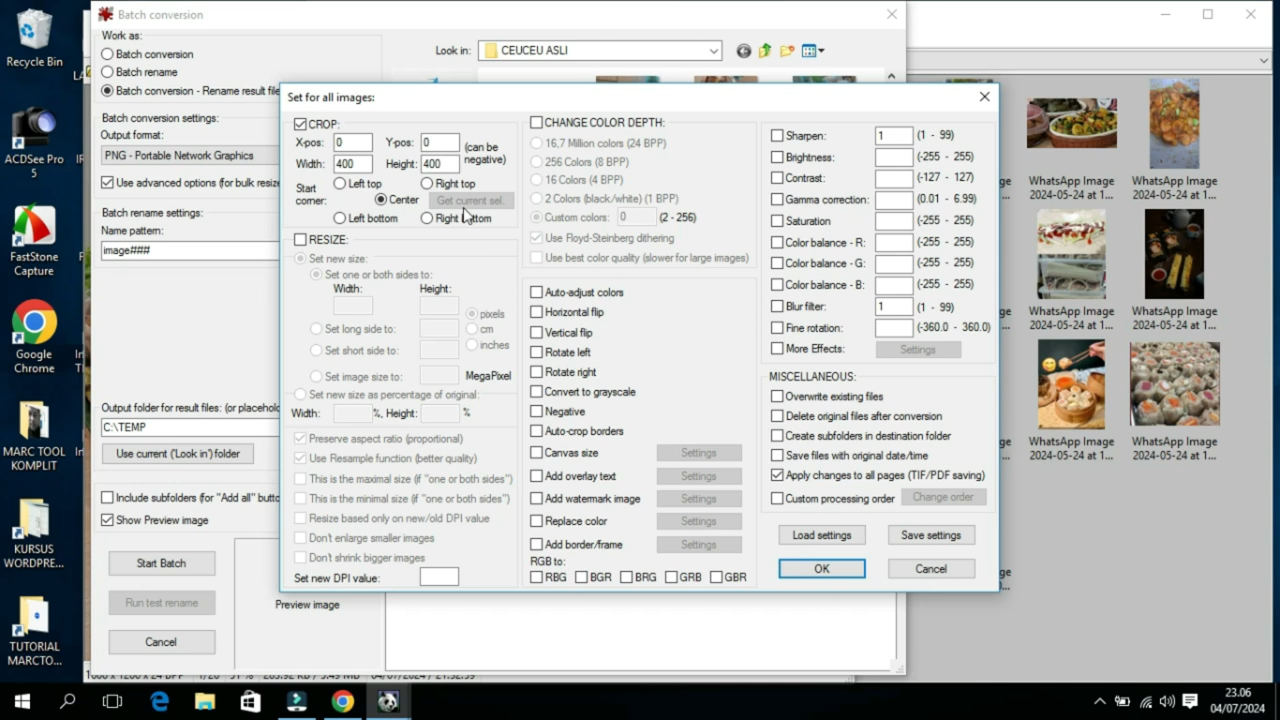 Recycle Bin
ACDSee Pro
5
FastStone
Capture
Google
Chrome
MARC TOOL
KOMPLIT
KURSUS
WORDPRE...
TUTORIAL
MARCTO...
Batch conversion
Work as:
Batch conversion
Batch rename
Batch conversion - Rename result file
Look in:
CEUCEU ASLI
Batch conversion settings:
Output format:
PNG - Portable Network Graphics
Use advanced options (for bulk resize
Batch rename settings:
Name pattern:
image###
Output folder for result files: (or placehold
C:\TEMP
Use current ('Look in') folder
Include subfolders (for "Add all" butto
Show Preview image
Start Batch
Run test rename
Cancel
Preview image
Set for all images:
CROP:
X-pos: 0
Y-pos: 0
(can be
negative)
Width: 400
Height: 400
Start
corner:
Left top
Right top
Center
Get current sel.
Left bottom
Right bottom
RESIZE:
Set new size:
Set one or both sides to:
Width:
Height:
pixels
cm
inches
Set long side to:
Set short side to:
Set image size to:
MegaPixel
Set new size as percentage of original:
Width:
%, Height:
%
Preserve aspect ratio (proportional)
Use Resample function (better quality)
This is the maximal size (if "one or both sides")
This is the minimal size (if "one or both sides")
Resize based only on new/old DPI value
Don't enlarge smaller images
Don't shrink bigger images
Set new DPI value:
CHANGE COLOR DEPTH:
16,7 Million colors (24 BPP)
256 Colors (8 BPP)
16 Colors (4 BPP)
2 Colors (black/white) (1 BPP)
Custom colors: 0 (2 - 256)
Use Floyd-Steinberg dithering
Use best color quality (slower for large images)
Auto-adjust colors
Horizontal flip
Vertical flip
Rotate left
Rotate right
Convert to grayscale
Negative
Auto-crop borders
Canvas size
Settings
Add overlay text
Settings
Add watermark image
Settings
Replace color
Settings
Add border/frame
Settings
RGB to:
RBG
BGR
BRG
GRB
GBR
Sharpen: 1 (1 - 99)
Brightness: (-255 - 255)
Contrast: (-127 - 127)
Gamma correction: (0.01 - 6.99)
Saturation (-255 - 255)
Color balance - R: (-255 - 255)
Color balance - G: (-255 - 255)
Color balance - B: (-255 - 255)
Blur filter: 1 (1 - 99)
Fine rotation: (-360.0 - 360.0)
More Effects:
Settings
MISCELLANEOUS:
Overwrite existing files
Delete original files after conversion
Create subfolders in destination folder
Save files with original date/time
Apply changes to all pages (TIF/PDF saving)
Custom processing order
Change order
Load settings
Save settings
OK
Cancel
WhatsApp Image
2024-05-24 at 1...
WhatsApp Image
2024-05-24 at 1...
WhatsApp Image
2024-05-24 at 1...
WhatsApp Image
2024-05-24 at 1...
WhatsApp Image
2024-05-24 at 1...
WhatsApp Image
2024-05-24 at 1...
23.06
04/07/2024